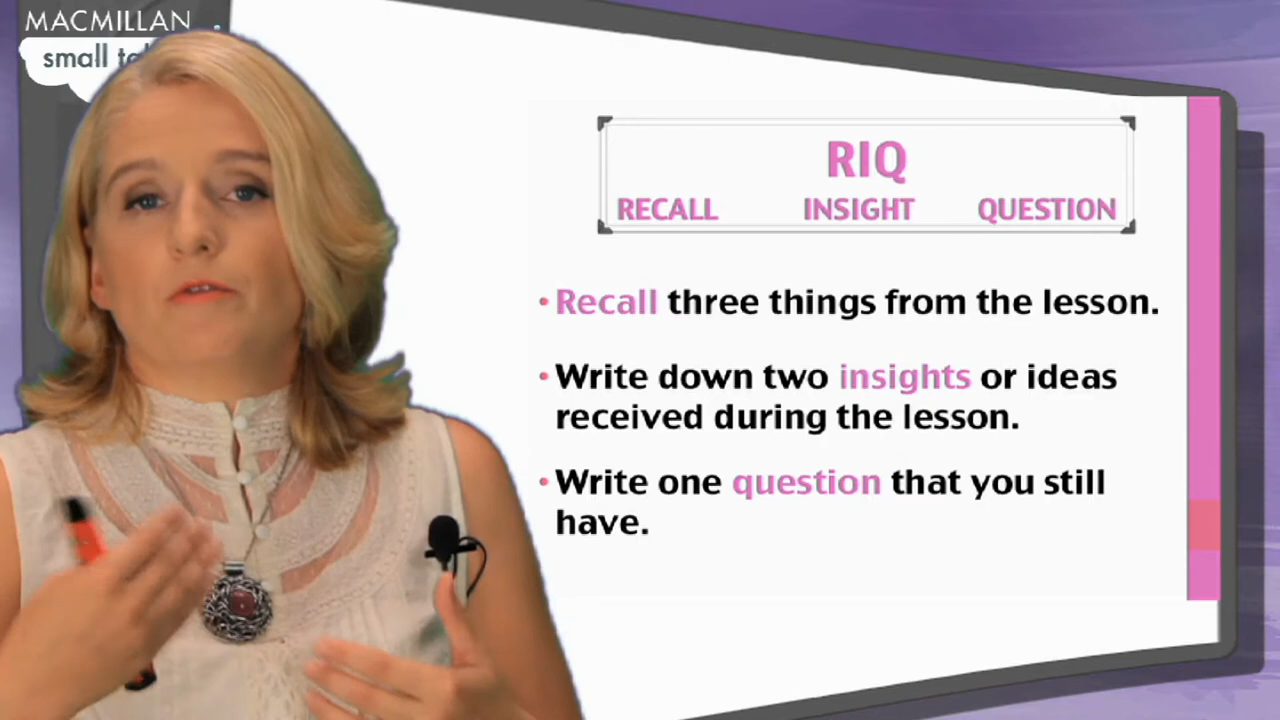 MACMILLAN
small
RIQ
RECALL INSIGHT QUESTION
• Recall three things from the lesson.
• Write down two insights or ideas
received during the lesson.
• Write one question that you still
have.